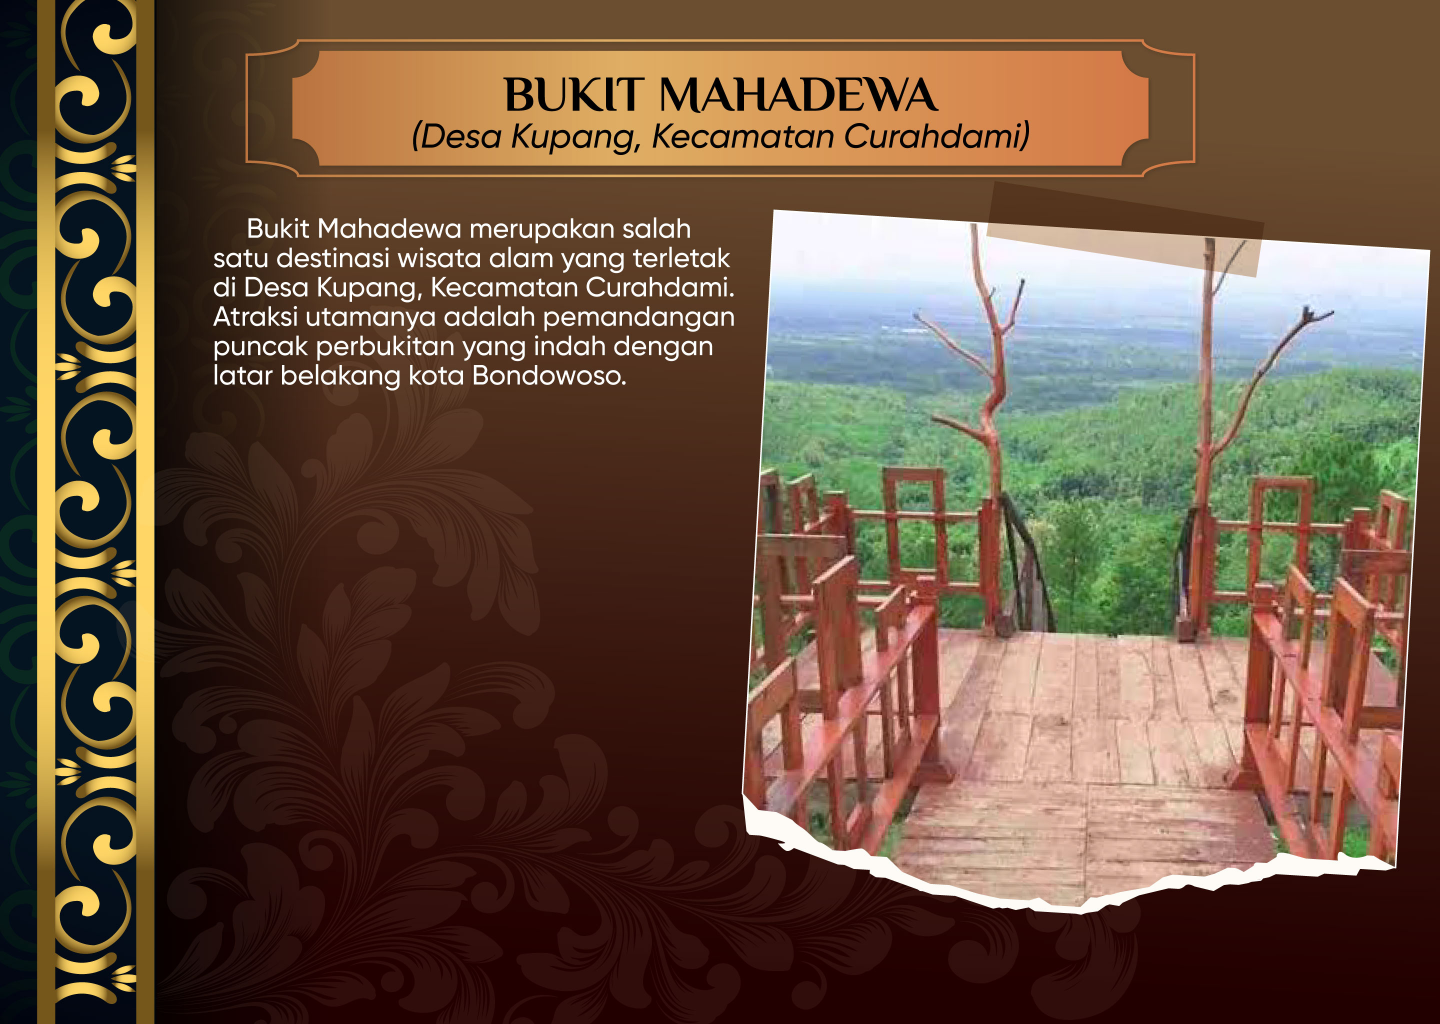 BUKIT MAHADEWA
(Desa Kupang, Kecamatan Curahdami)
Bukit Mahadewa merupakan salah
satu destinasi wisata alam yang terletak
di Desa Kupang, Kecamatan Curahdami.
Atraksi utamanya adalah pemandangan
puncak perbukitan yang indah dengan
latar belakang kota Bondowoso.